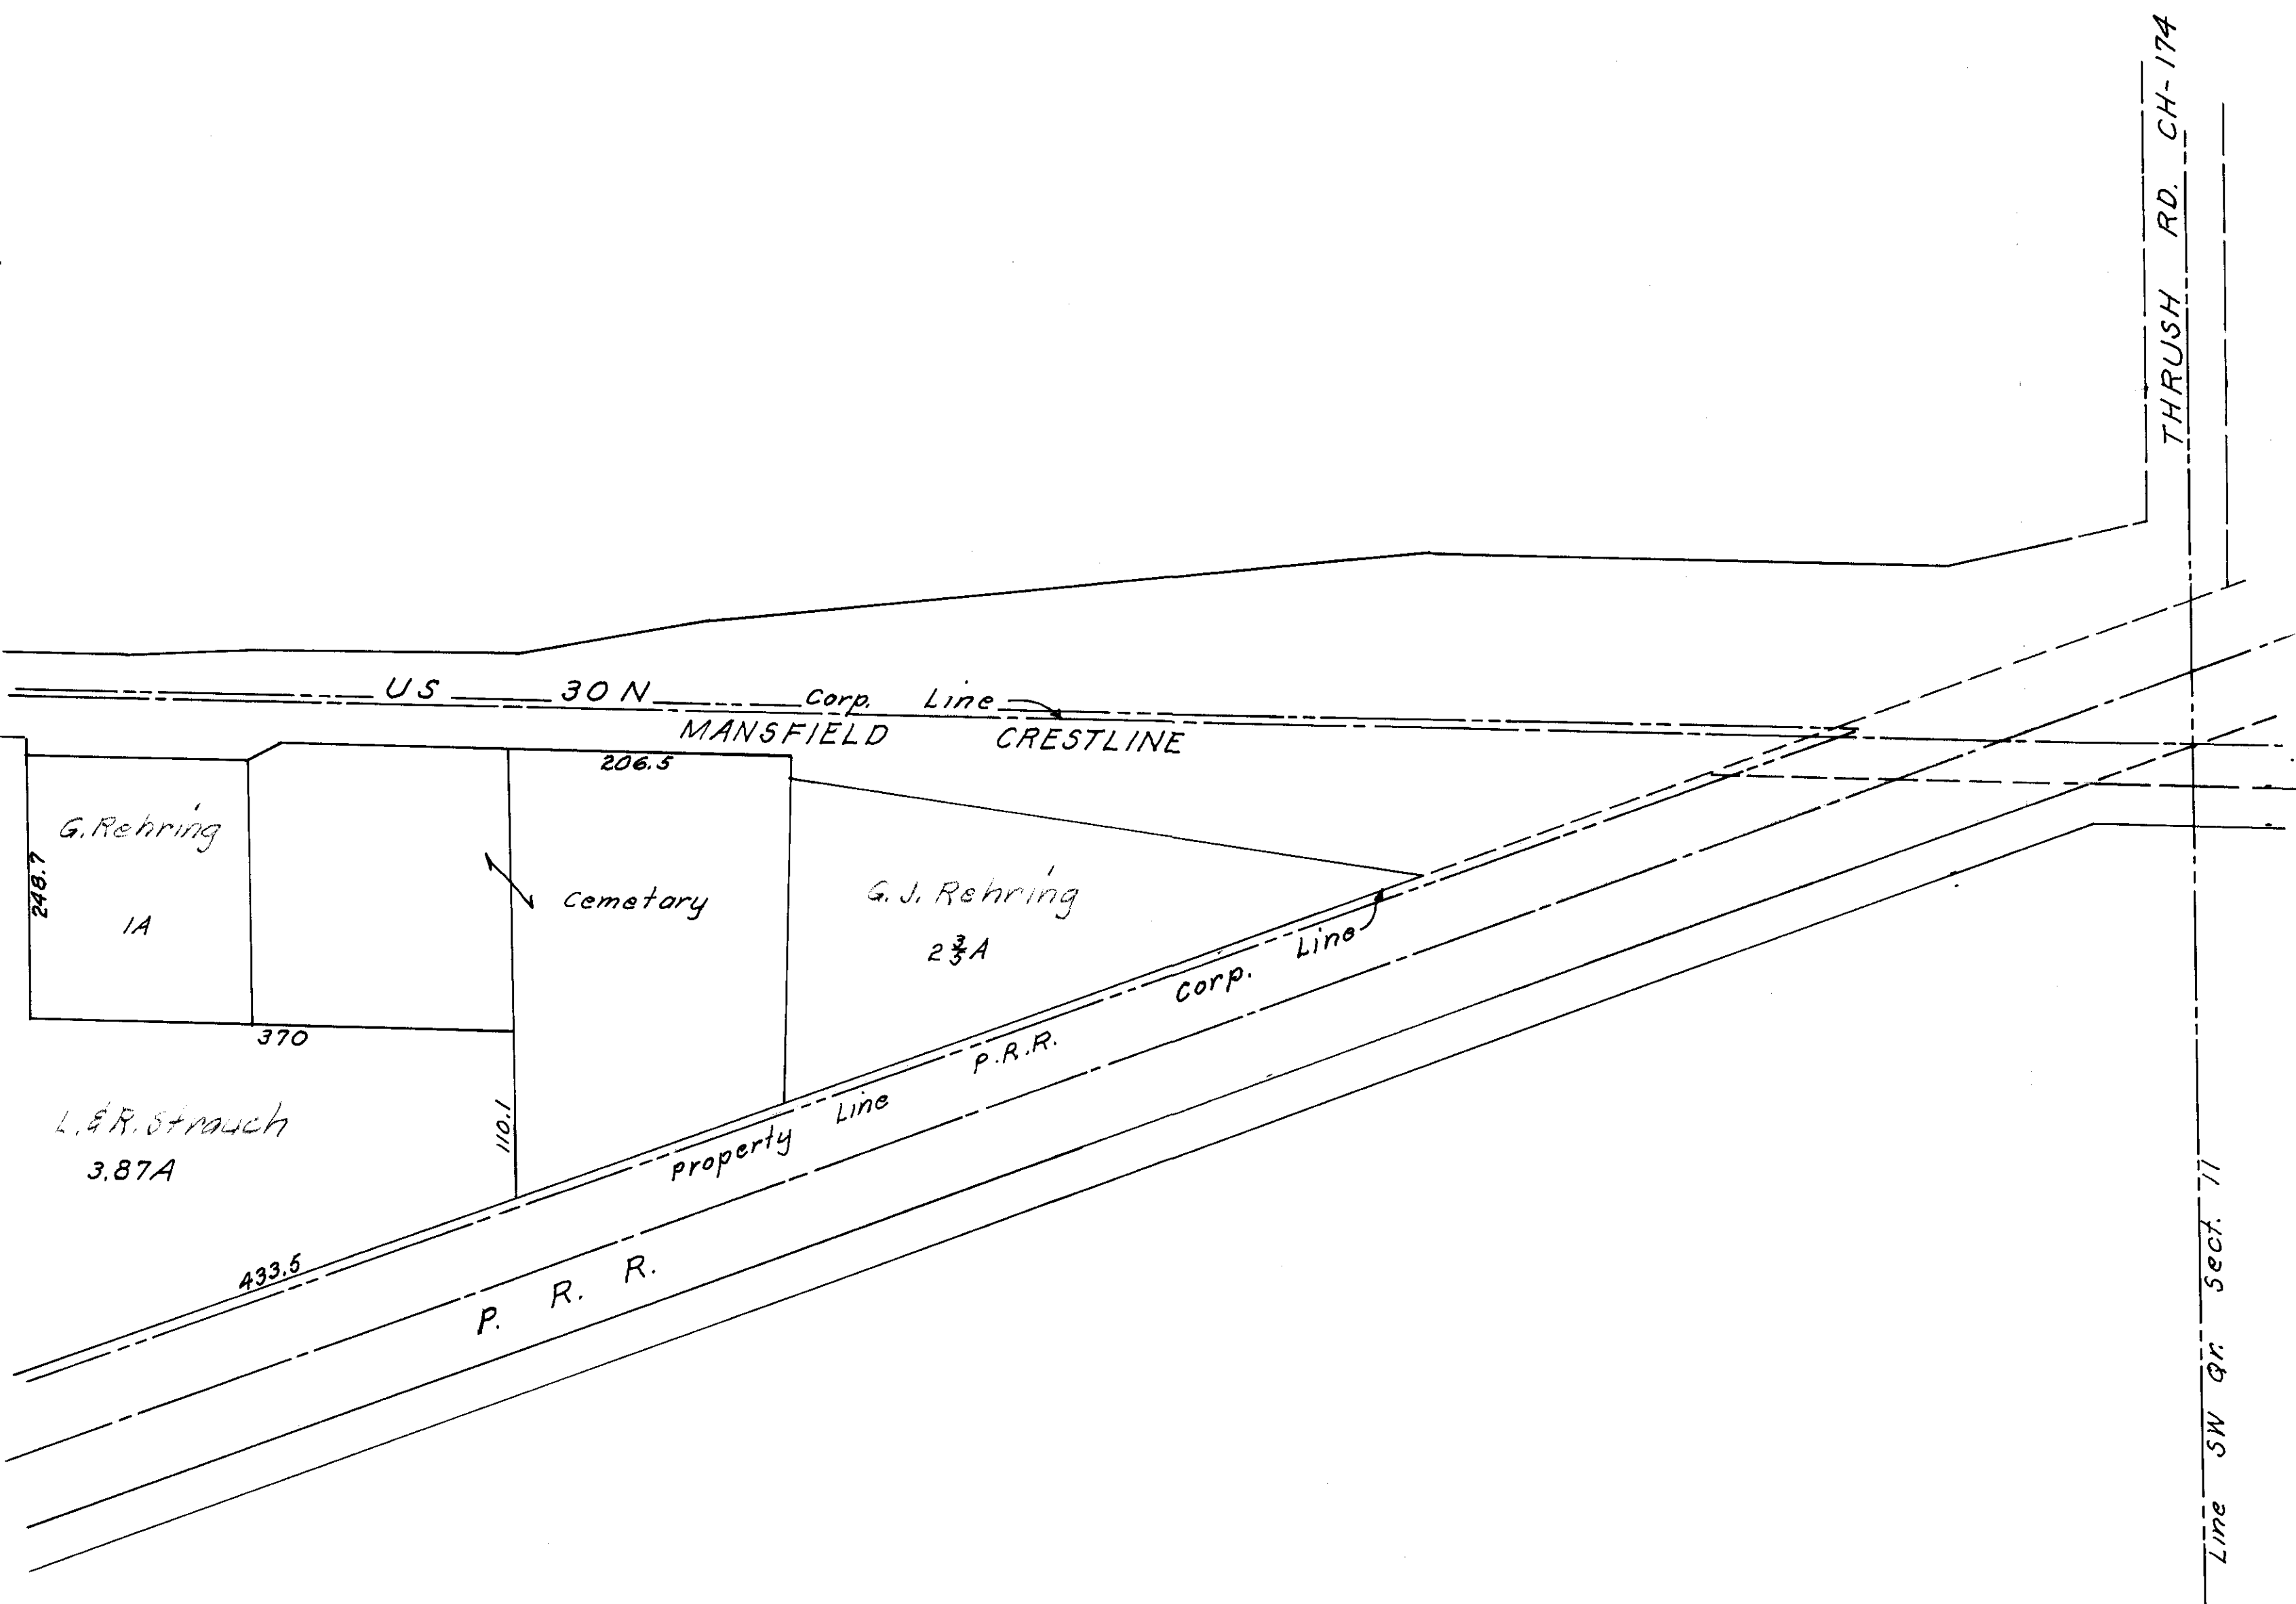 THRUSH RD. CH-174
US 30N Corp. Line
MANSFIELD CRESTLINE
206.5
G. Rehring
1A
248.7
Cemetary
G. J. Rehring
2 3/5 A
370
L. & R. Strauch
3.87A
110.1
433.5
Property Line P.R.R. Corp. Line
P. R. R.
Line SW Qr. Sect. 11